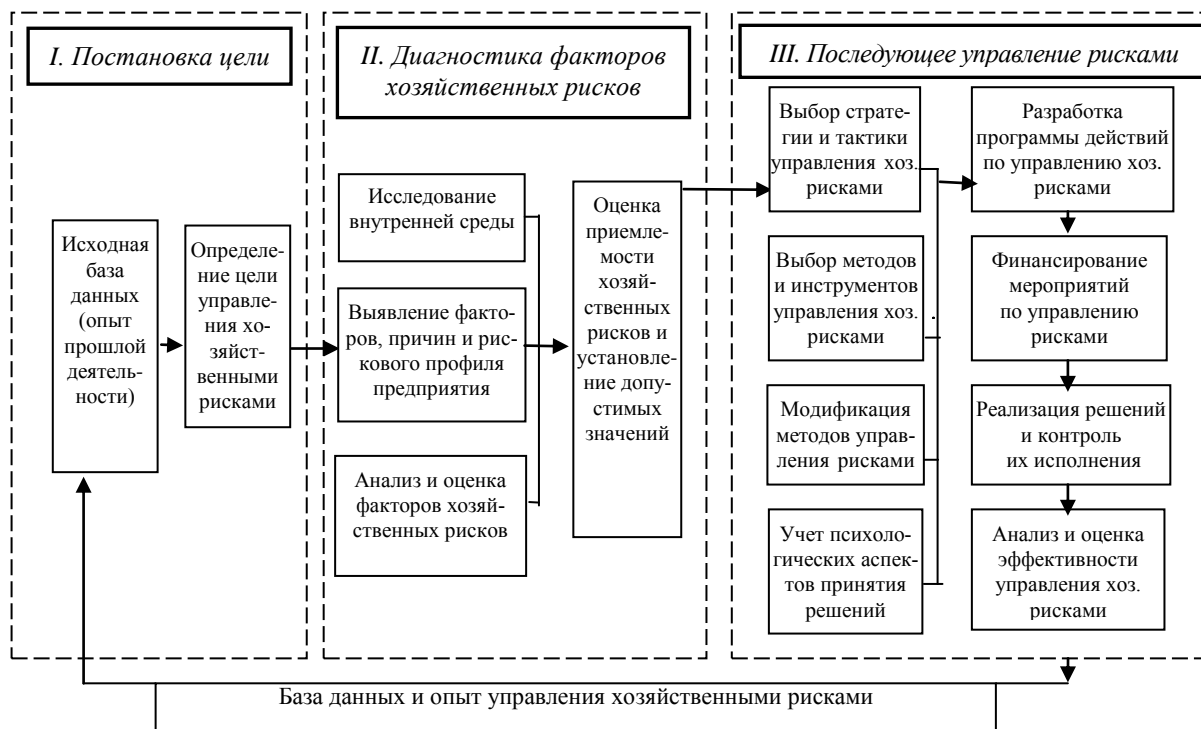 I. Постановка цели
Исходная
база
данных
(опыт
прошлой
деятель-
ности)
Определе-
ние цели
управле-
ния хо-
зяйст-
венными
рисками
II. Диагностика факторов
хозяйственных рисков
Исследование
внутренней среды
Выявление факто-
ров, причин и рис-
кового профиля
предприятия
Анализ и оценка
факторов хозяй-
ственных рисков
Оценка
приемле-
мости
хозяй-
ственных
рисков и
установле-
ние допу-
стимых
значений
III. Последующее управление рисками
Выбор страте-
гии и тактики
управления хоз.
рисками
Выбор методов
и инструментов
управления хоз.
рисками
Модификация
методов управ-
ления рисками
Учет психоло-
гических аспек-
тов принятия
решений
Разработка
программы действий
по управлению хоз.
рисками
Финансирование
мероприятий
по управлению
рисками
Реализация решений
и контроль
их исполнения
Анализ и оценка
эффективности
управления хоз.
рисками
База данных и опыт управления хозяйственными рисками